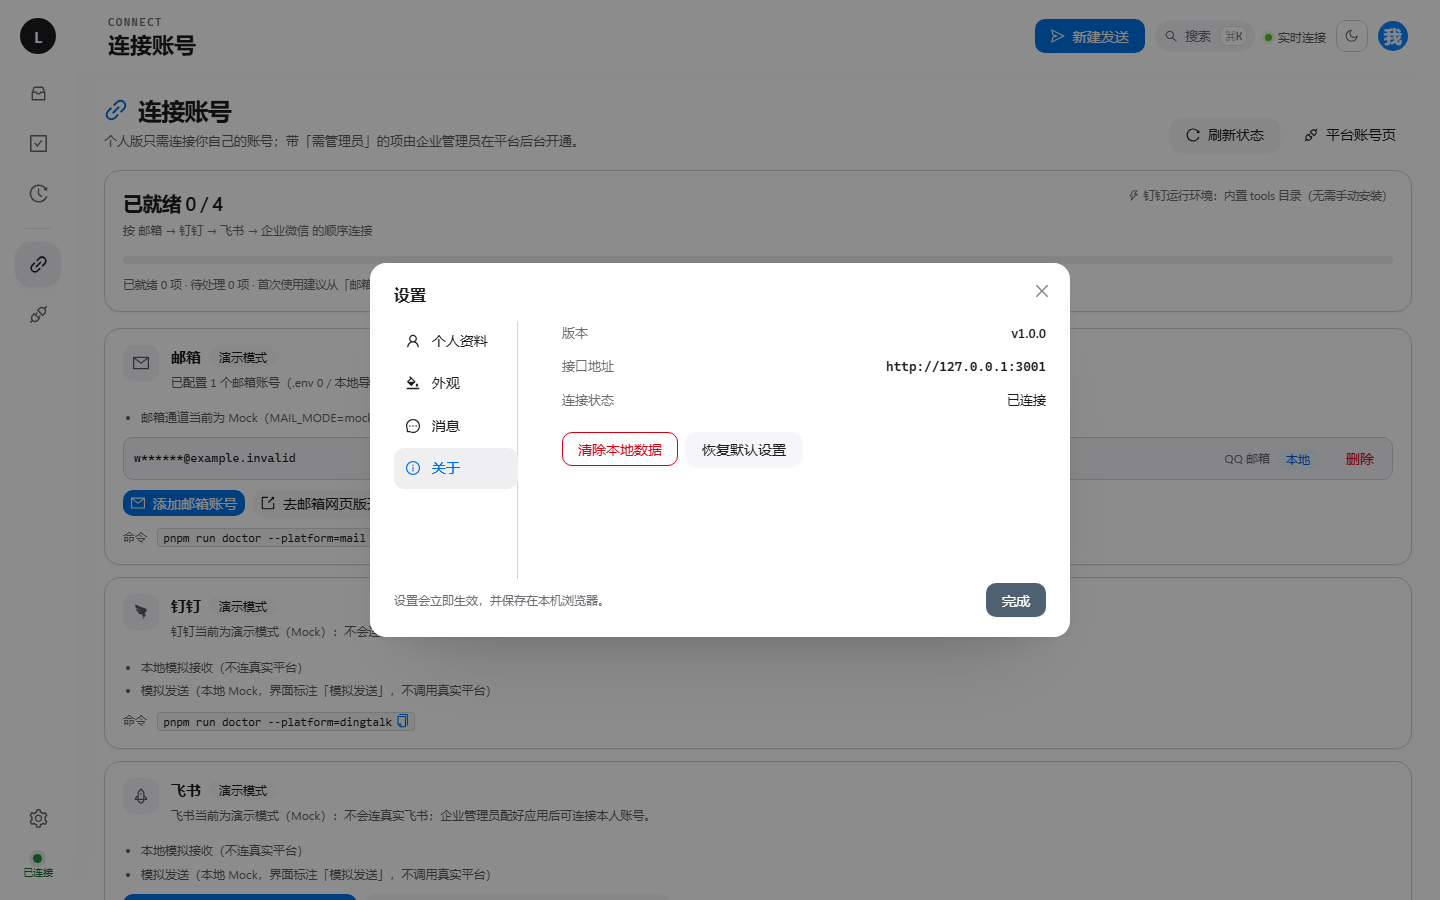 L
CONNECT
连接账号
新建发送
搜索
⌘K
实时连接
我
连接账号
个人版只需连接你自己的账号；带「需管理员」的项由企业管理员在平台后台开通。
刷新状态
平台账号页
已就绪 0 / 4
按 邮箱 → 钉钉 → 飞书 → 企业微信 的顺序连接
钉钉运行环境：内置 tools 目录（无需手动安装）
已就绪 0 项 · 待处理 0 项 · 首次使用建议从「邮箱
邮箱
演示模式
已配置 1 个邮箱账号（.env 0 / 本地导
邮箱通道当前为 Mock（MAIL_MODE=mock
w******@example.invalid
QQ 邮箱
本地
删除
添加邮箱账号
去邮箱网页版
命令
pnpm run doctor --platform=mail
钉钉
演示模式
钉钉当前为演示模式（Mock）：不会连
本地模拟接收（不连真实平台）
模拟发送（本地 Mock，界面标注「模拟发送」，不调用真实平台）
命令
pnpm run doctor --platform=dingtalk
飞书
演示模式
飞书当前为演示模式（Mock）：不会连真实飞书；企业管理员配好应用后可连接本人账号。
本地模拟接收（不连真实平台）
模拟发送（本地 Mock，界面标注「模拟发送」，不调用真实平台）
已连接
设置
个人资料
外观
消息
关于
版本
v1.0.0
接口地址
http://127.0.0.1:3001
连接状态
已连接
清除本地数据
恢复默认设置
设置会立即生效，并保存在本机浏览器。
完成